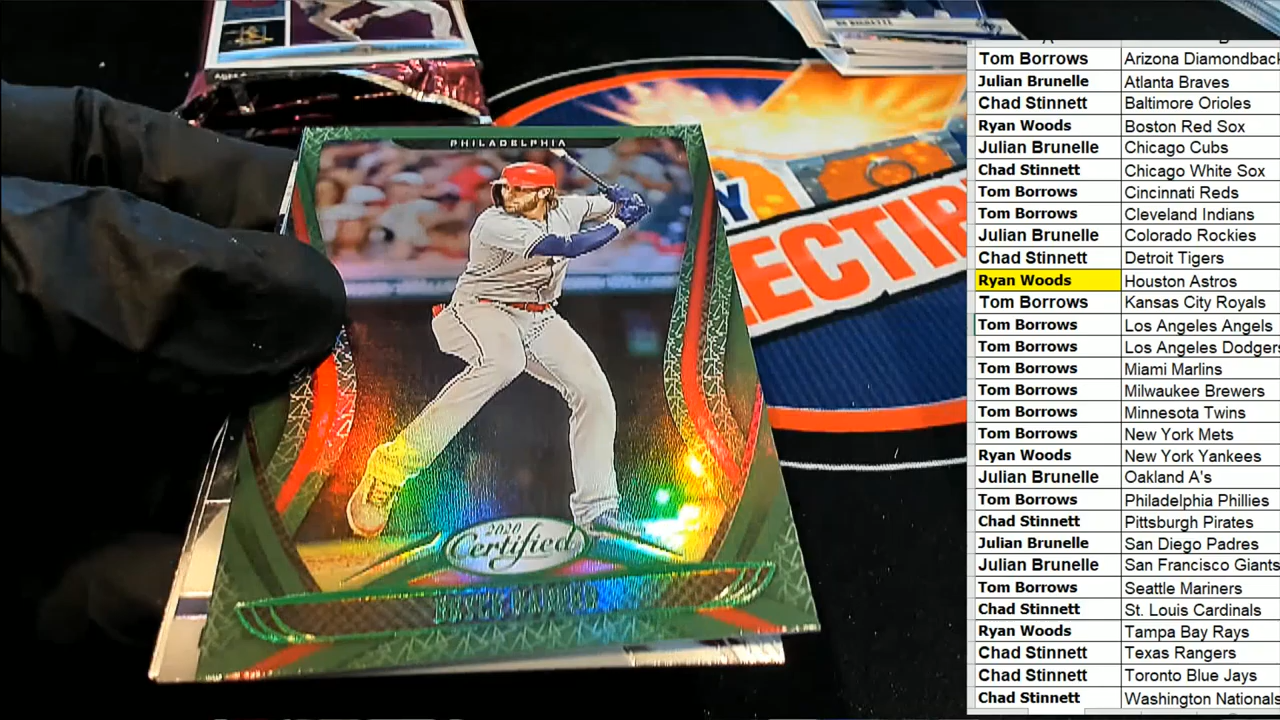 PHILADELPHIA
2020
Certified
BRYCE HARPER
Tom Borrows Arizona Diamondback
Julian Brunelle Atlanta Braves
Chad Stinnett Baltimore Orioles
Ryan Woods Boston Red Sox
Julian Brunelle Chicago Cubs
Chad Stinnett Chicago White Sox
Tom Borrows Cincinnati Reds
Tom Borrows Cleveland Indians
Julian Brunelle Colorado Rockies
Chad Stinnett Detroit Tigers
Ryan Woods Houston Astros
Tom Borrows Kansas City Royals
Tom Borrows Los Angeles Angels
Tom Borrows Los Angeles Dodgers
Tom Borrows Miami Marlins
Tom Borrows Milwaukee Brewers
Tom Borrows Minnesota Twins
Tom Borrows New York Mets
Ryan Woods New York Yankees
Julian Brunelle Oakland A's
Tom Borrows Philadelphia Phillies
Chad Stinnett Pittsburgh Pirates
Julian Brunelle San Diego Padres
Julian Brunelle San Francisco Giants
Tom Borrows Seattle Mariners
Chad Stinnett St. Louis Cardinals
Ryan Woods Tampa Bay Rays
Chad Stinnett Texas Rangers
Chad Stinnett Toronto Blue Jays
Chad Stinnett Washington Nationals